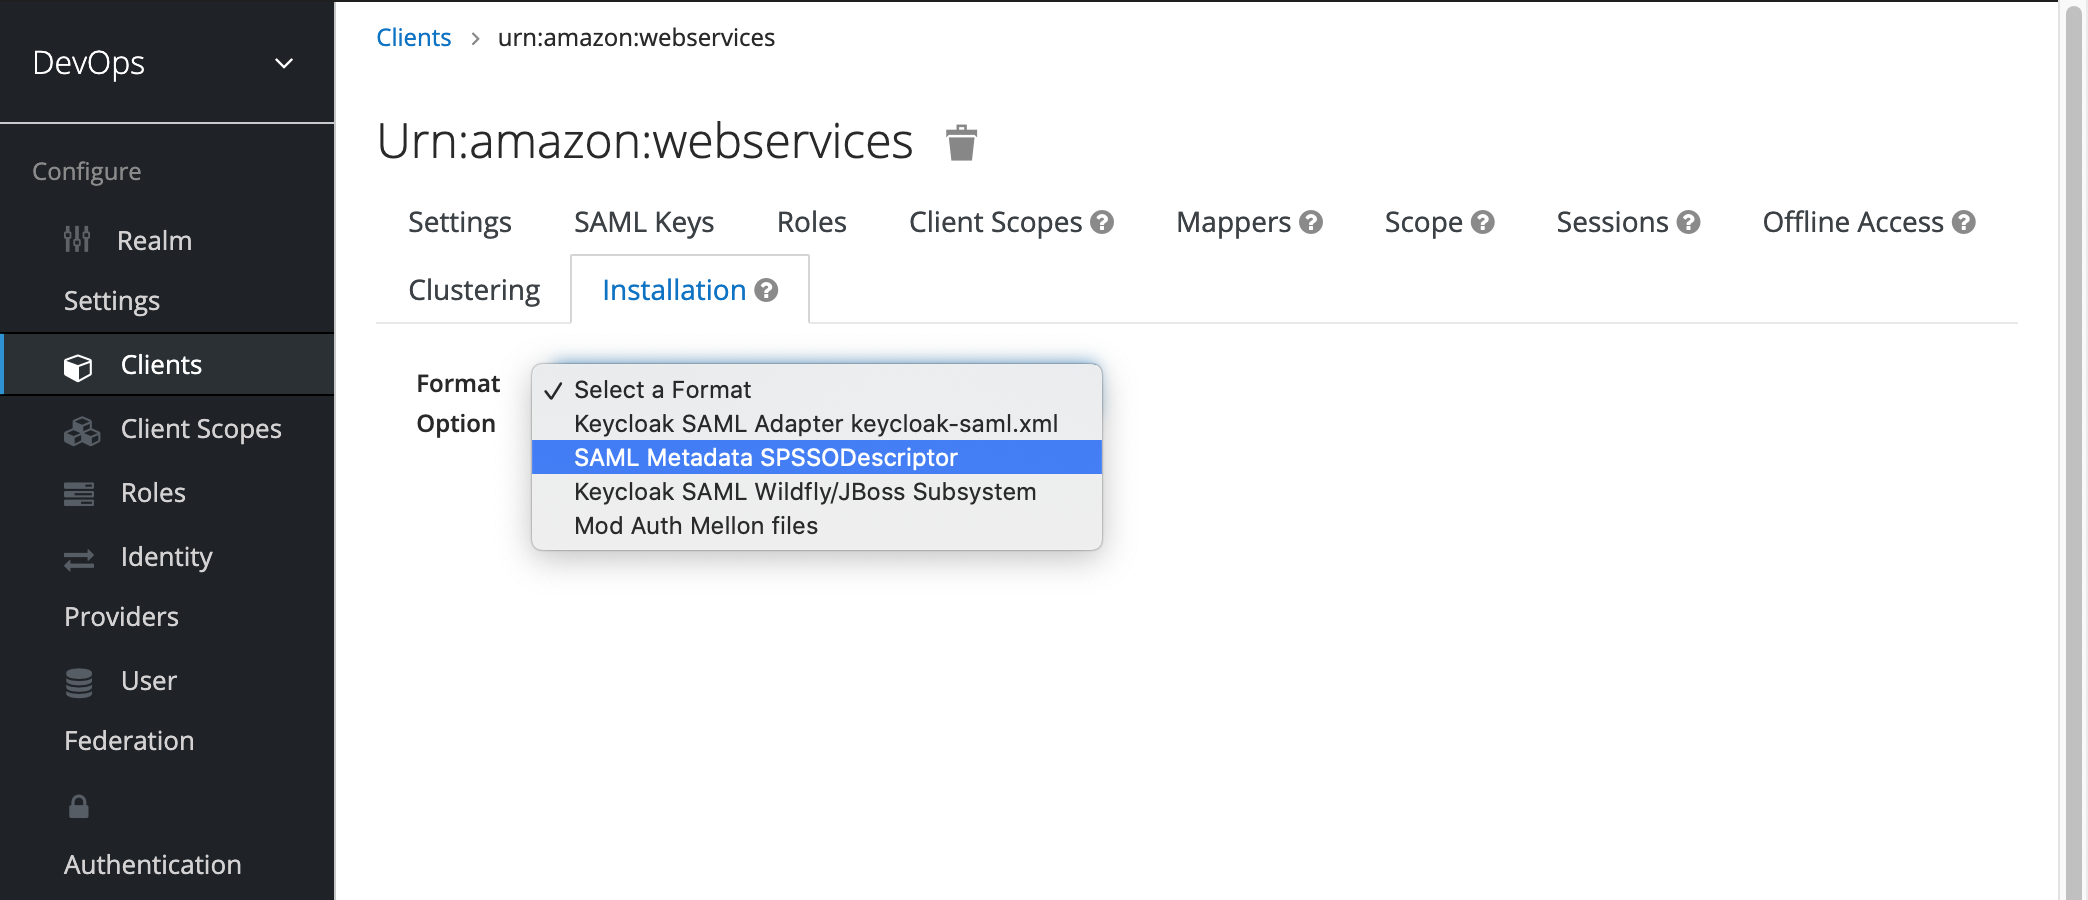 DevOps
Configure
Realm
Settings
Clients
Client Scopes
Roles
Identity
Providers
User
Federation
Authentication
Clients > urn:amazon:webservices
Urn:amazon:webservices
Settings SAML Keys Roles Client Scopes ? Mappers ? Scope ? Sessions ? Offline Access ?
Clustering Installation ?
Format
Option
✓ Select a Format
Keycloak SAML Adapter keycloak-saml.xml
SAML Metadata SPSSODescriptor
Keycloak SAML Wildfly/JBoss Subsystem
Mod Auth Mellon files